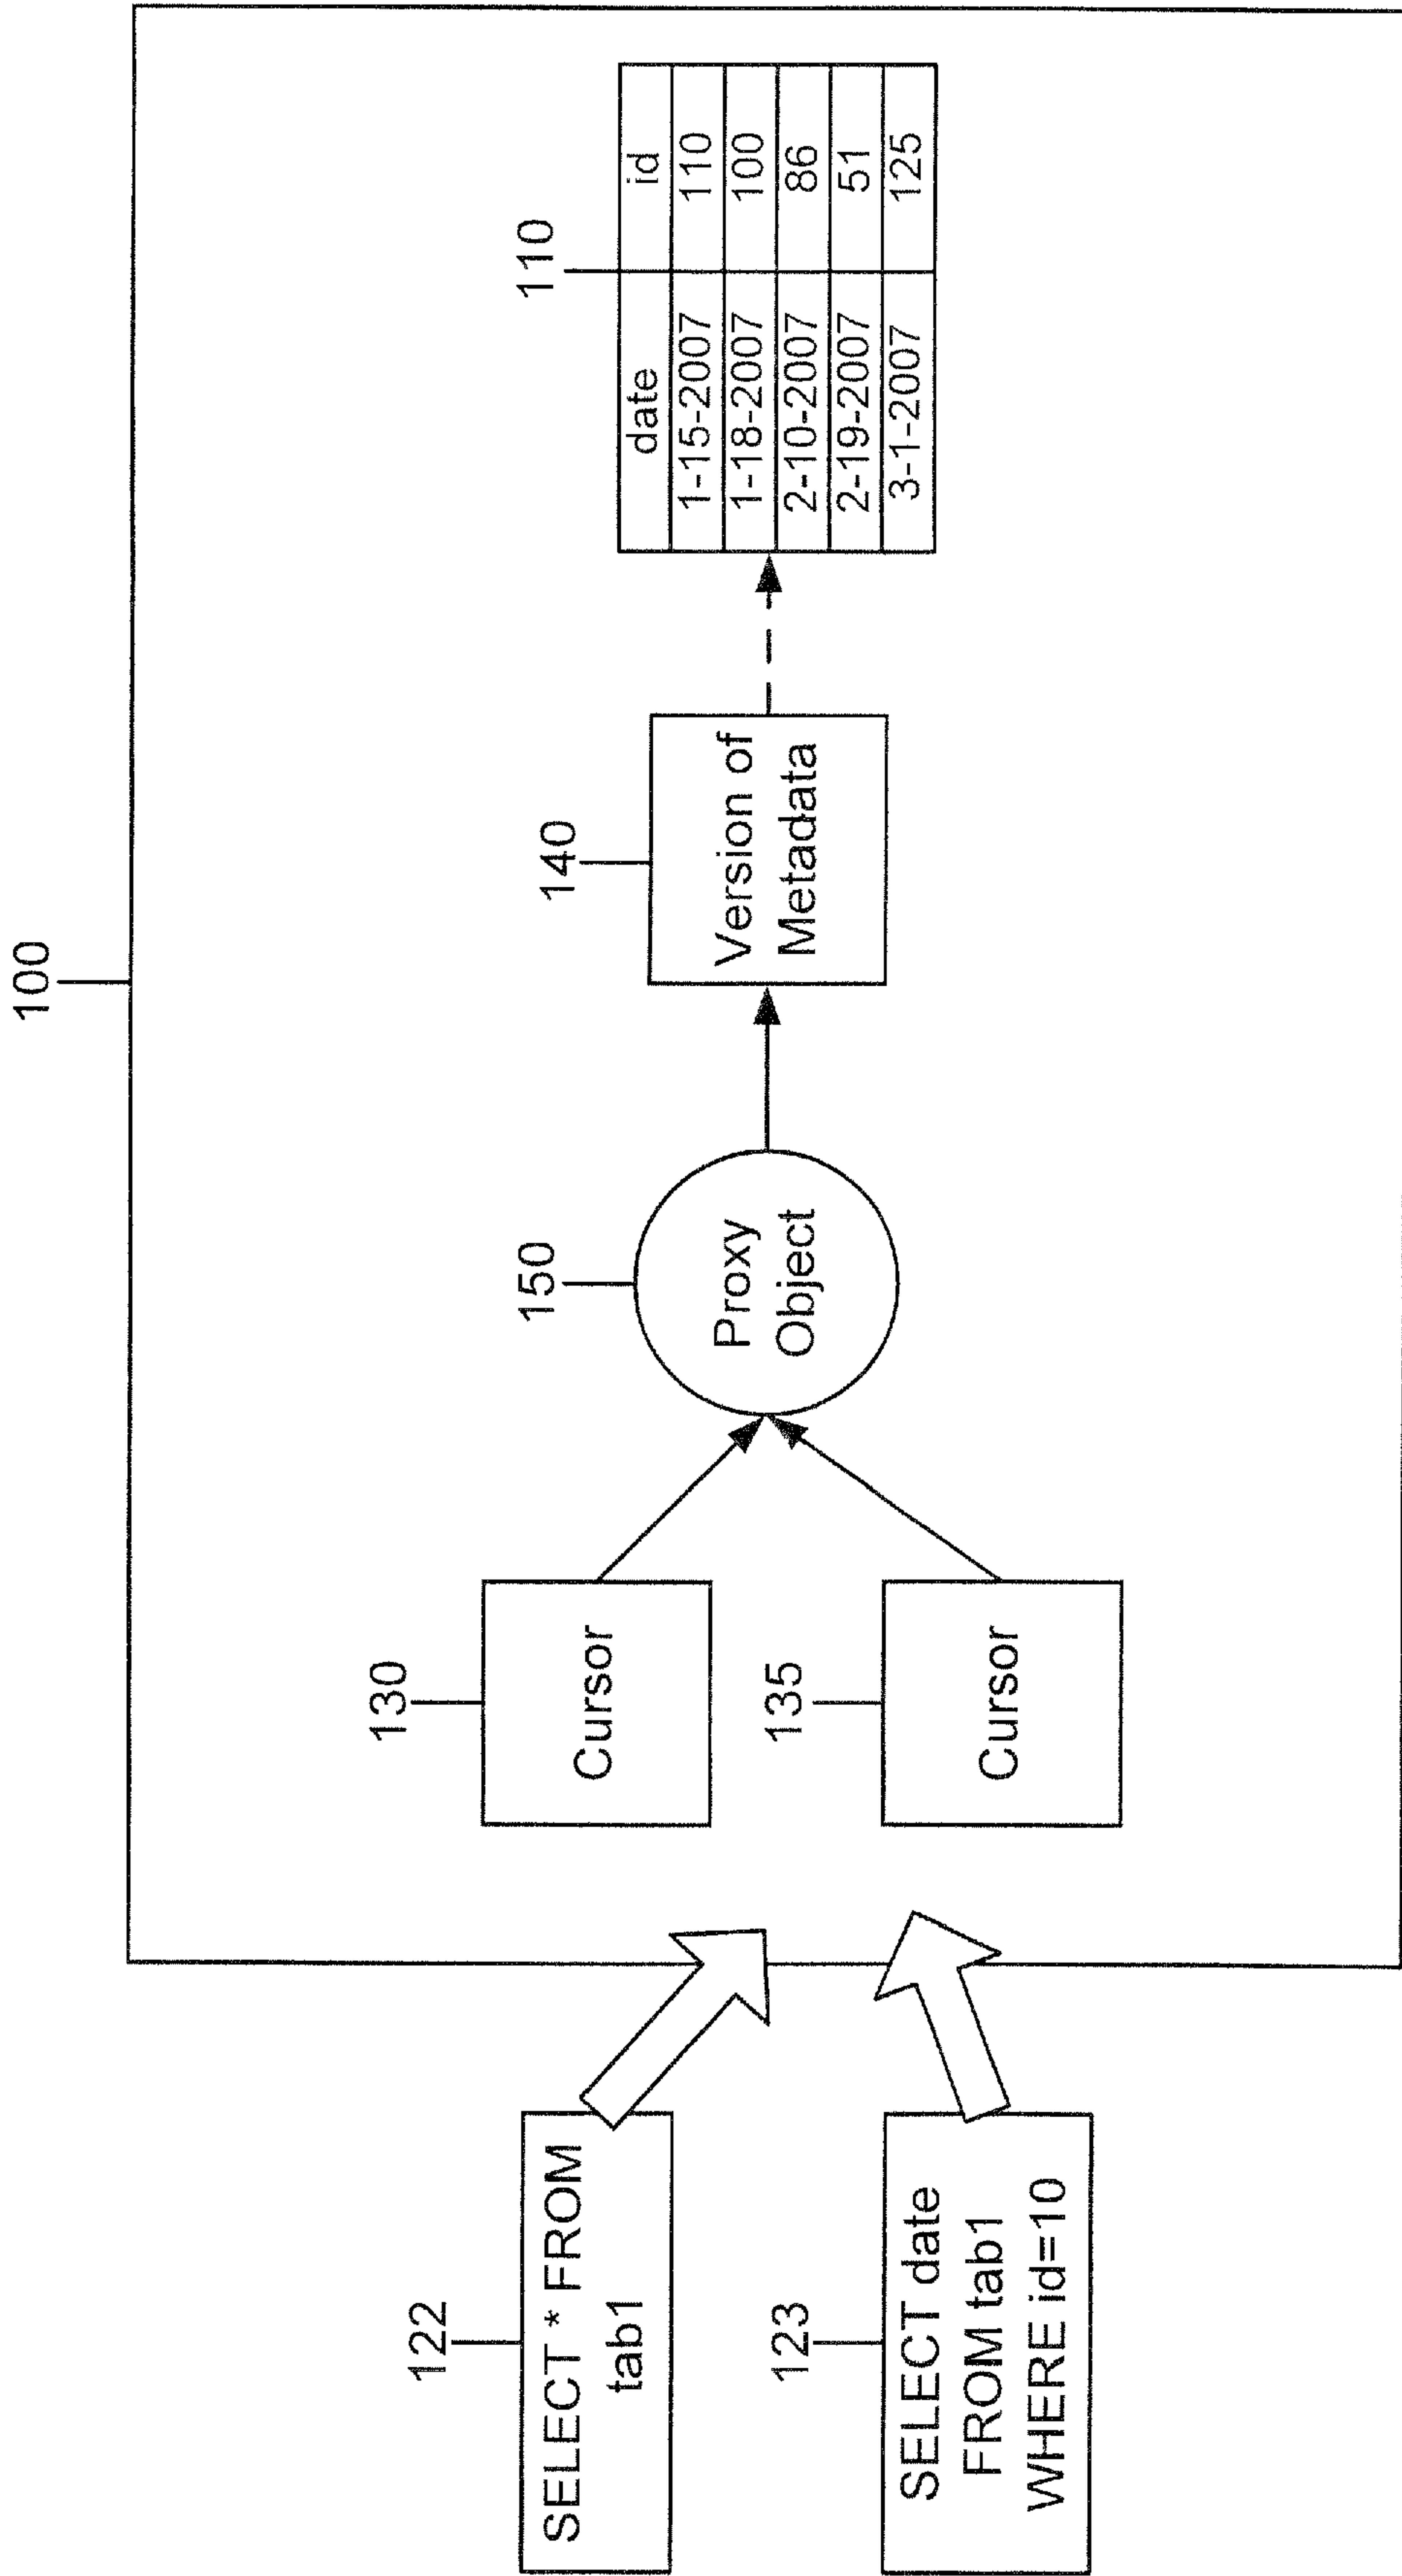 100
110
date id
1-15-2007 110
1-18-2007 100
2-10-2007 86
2-19-2007 51
3-1-2007 125
140
Version of
Metadata
150
Proxy
Object
130
Cursor
135
Cursor
122
SELECT * FROM
tab1
123
SELECT date
FROM tab1
WHERE id=10